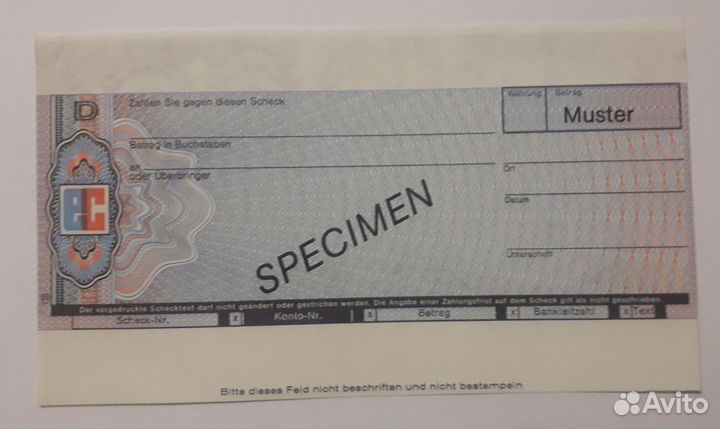 D
Zahlen Sie gegen diesen Scheck
Währung Betrag
Muster
Betrag in Buchstaben
an
oder Überbringer
Ort
Datum
ec
SPECIMEN
Unterschrift
Der vorgedruckte Schecktext darf nicht geändert oder gestrichen werden. Die Angabe einer Zahlungsfrist auf dem Scheck gilt als nicht geschrieben.
Scheck-Nr. X Konto-Nr. X Betrag X Bankleitzahl X Text
Bitte dieses Feld nicht beschriften und nicht bestempeln
Avito